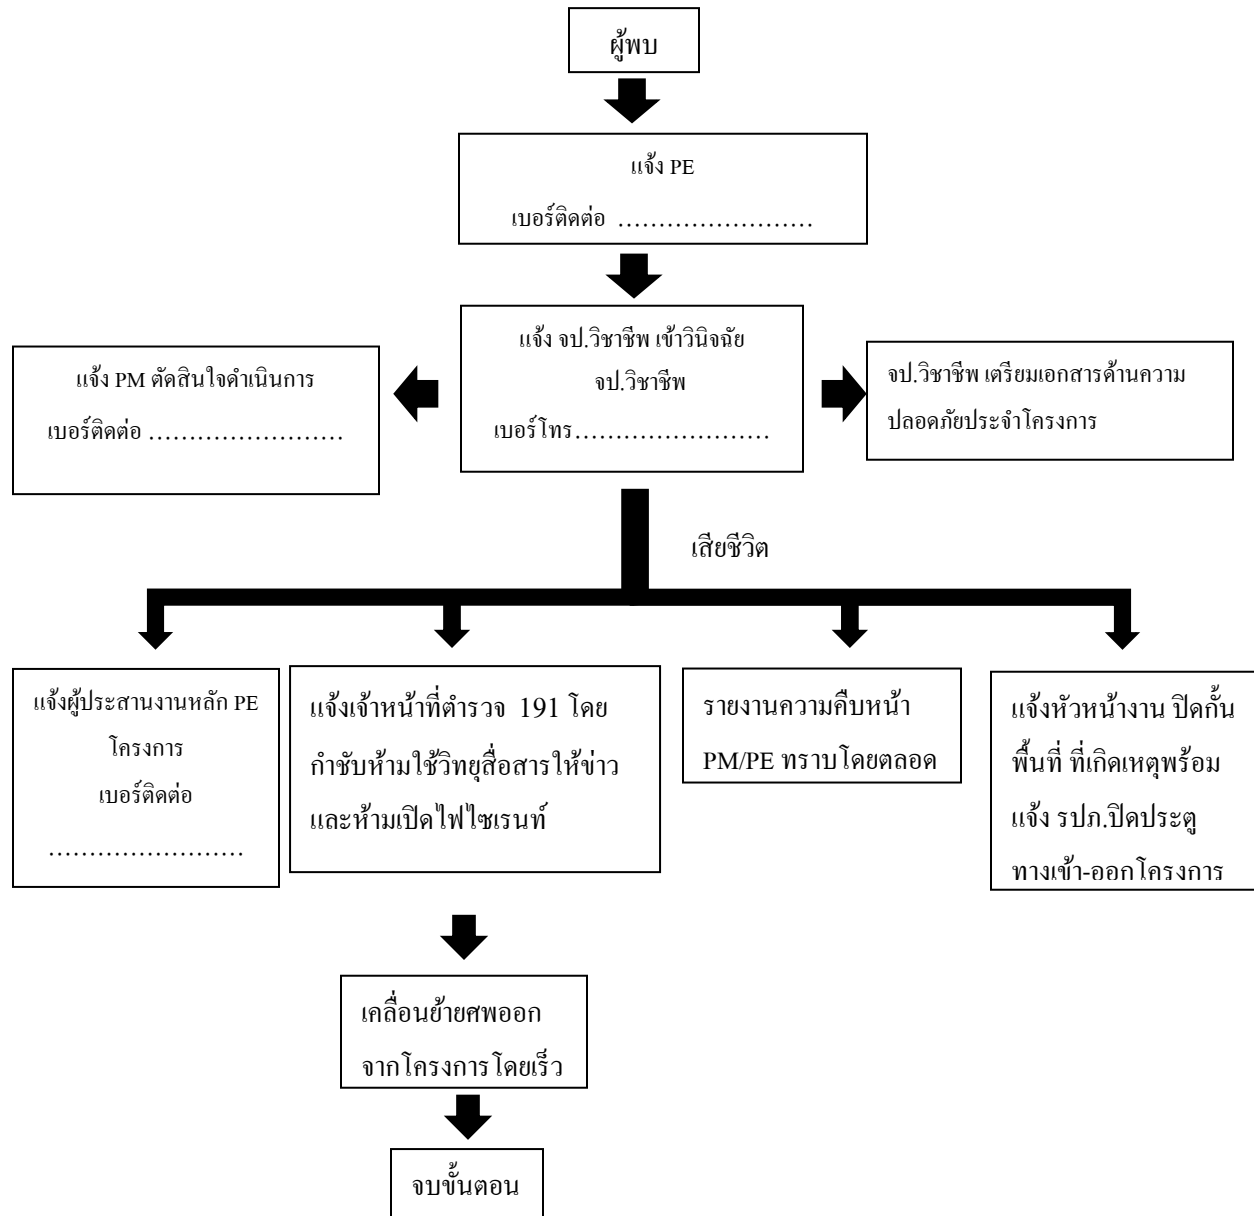 ผู้พบ
แจ้ง PE
เบอร์ติดต่อ ……………………
แจ้ง PM ตัดสินใจดำเนินการ
เบอร์ติดต่อ ……………………
แจ้ง จป.วิชาชีพ เข้าวินิจฉัย
จป.วิชาชีพ
เบอร์โทร……………………
จป.วิชาชีพ เตรียมเอกสารด้านความ
ปลอดภัยประจำโครงการ
เสียชีวิต
แจ้งผู้ประสานงานหลัก PE
โครงการ
เบอร์ติดต่อ
……………………
แจ้งเจ้าหน้าที่ตำรวจ 191 โดย
กำชับห้ามใช้วิทยุสื่อสารให้ข่าว
และห้ามเปิดไฟไซเรนท์
รายงานความคืบหน้า
PM/PE ทราบโดยตลอด
แจ้งหัวหน้างาน ปิดกั้น
พื้นที่ ที่เกิดเหตุพร้อม
แจ้ง รปภ.ปิดประตู
ทางเข้า-ออกโครงการ
เคลื่อนย้ายศพออก
จากโครงการโดยเร็ว
จบขั้นตอน